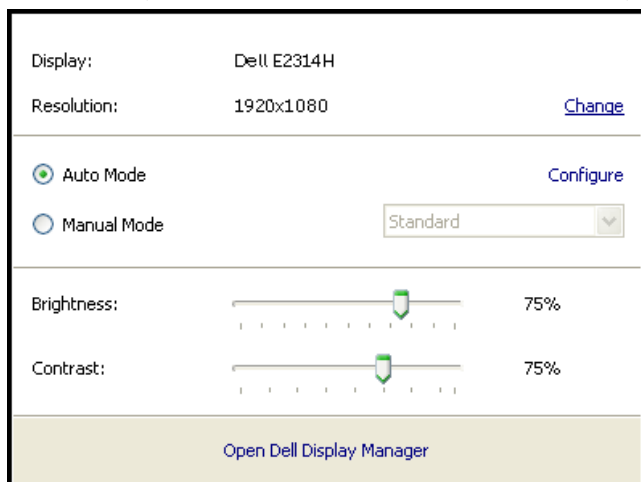 Display: Dell E2314H
Resolution: 1920x1080 Change
Auto Mode Configure
Manual Mode Standard
Brightness: 75%
Contrast: 75%
Open Dell Display Manager